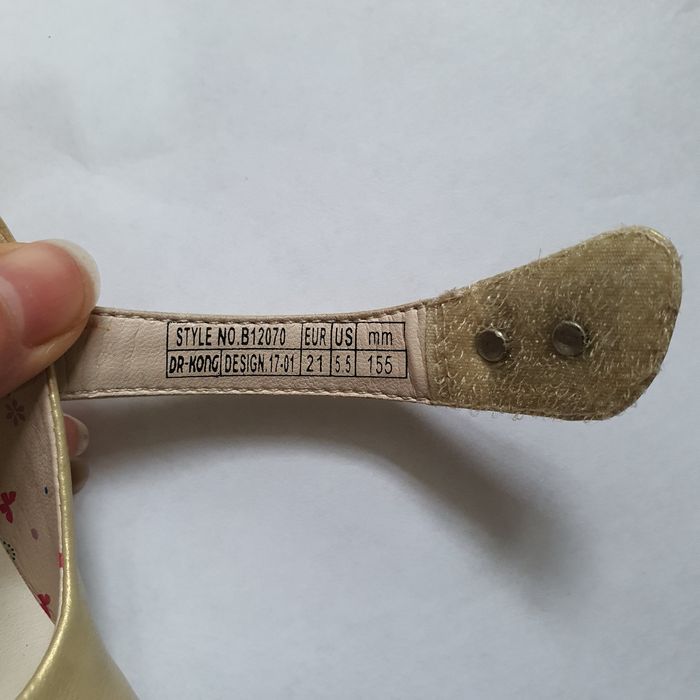 STYLE NO.B12070 EUR US mm
DR-KONG DESIGN.17-01 21 5.5 155